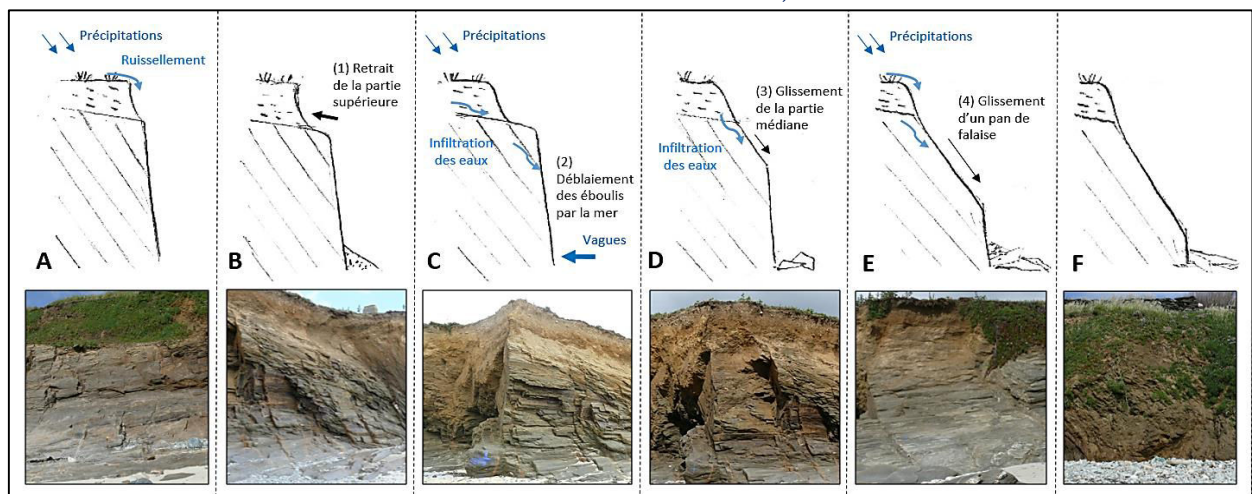 Précipitations
Ruissellement
A
(1) Retrait
de la partie
supérieure
B
Précipitations
Infiltration
des eaux
(2)
Déblaiement
des éboulis
par la mer
Vagues
C
(3) Glissement
de la partie
médiane
Infiltration
des eaux
D
Précipitations
(4) Glissement
d'un pan de
falaise
E
F